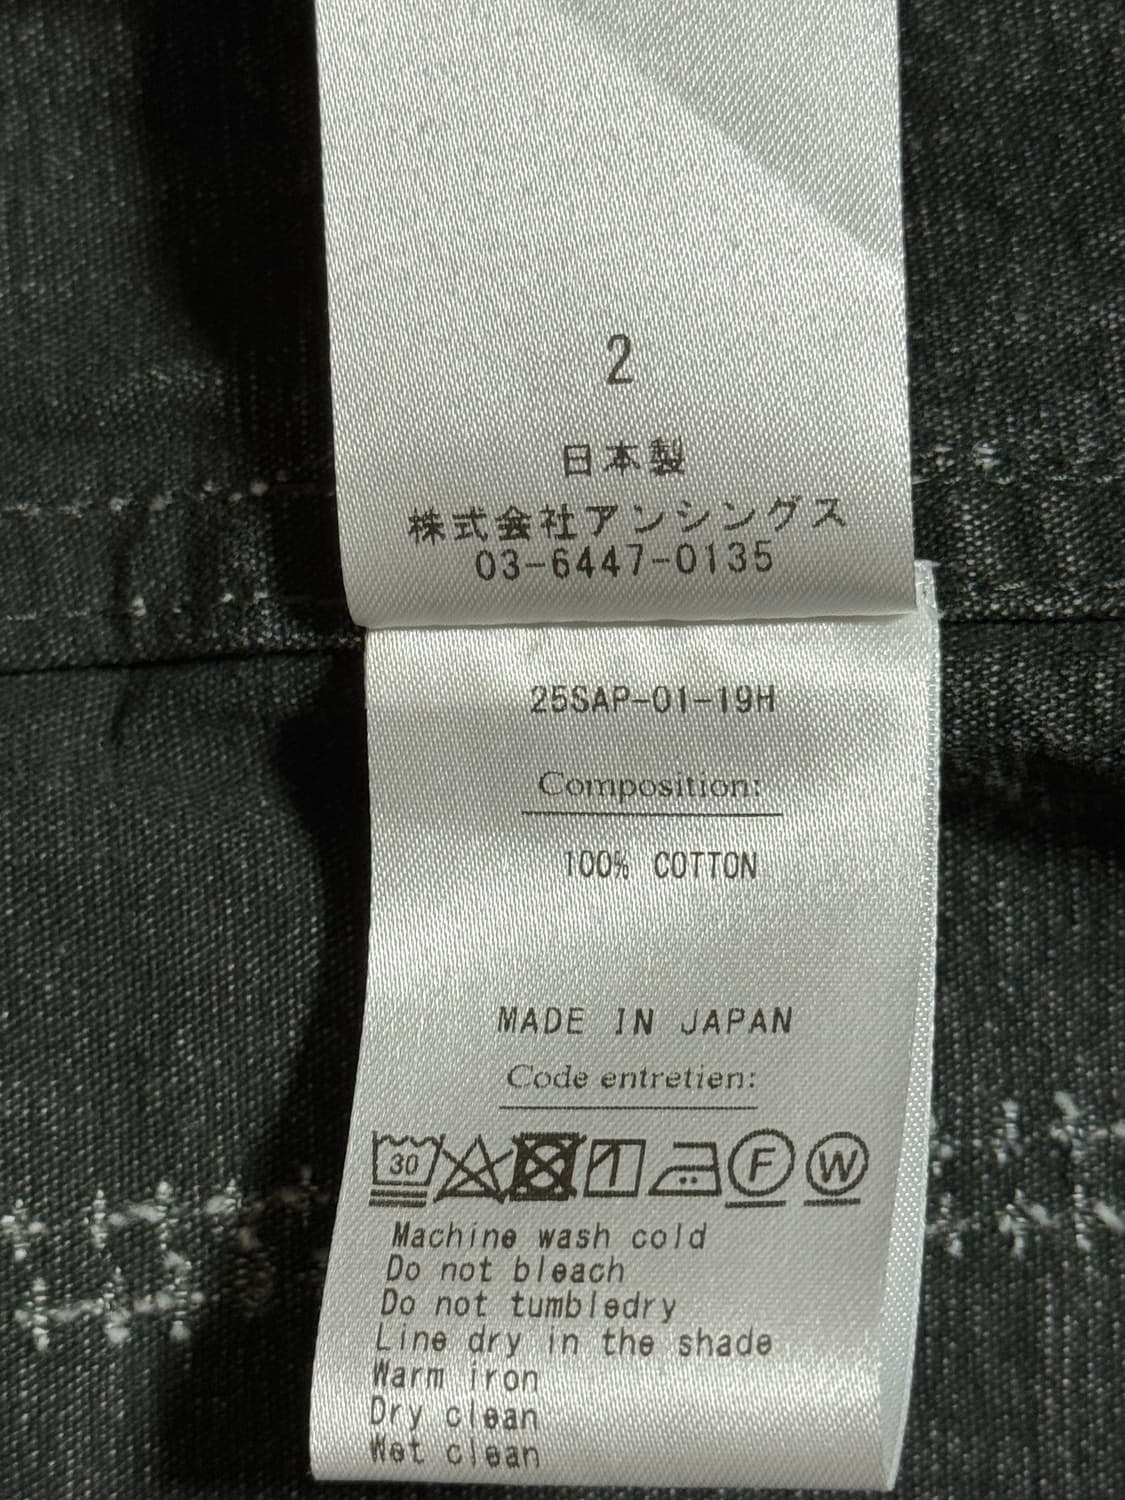 2
日本製
株式会社アンシングス
03-6447-0135
25SAP-01-19H
Composition:
100% COTTON
MADE IN JAPAN
Code entretien:
30 F W
Machine wash cold
Do not bleach
Do not tumbledry
Line dry in the shade
Warm iron
Dry clean
Wet clean